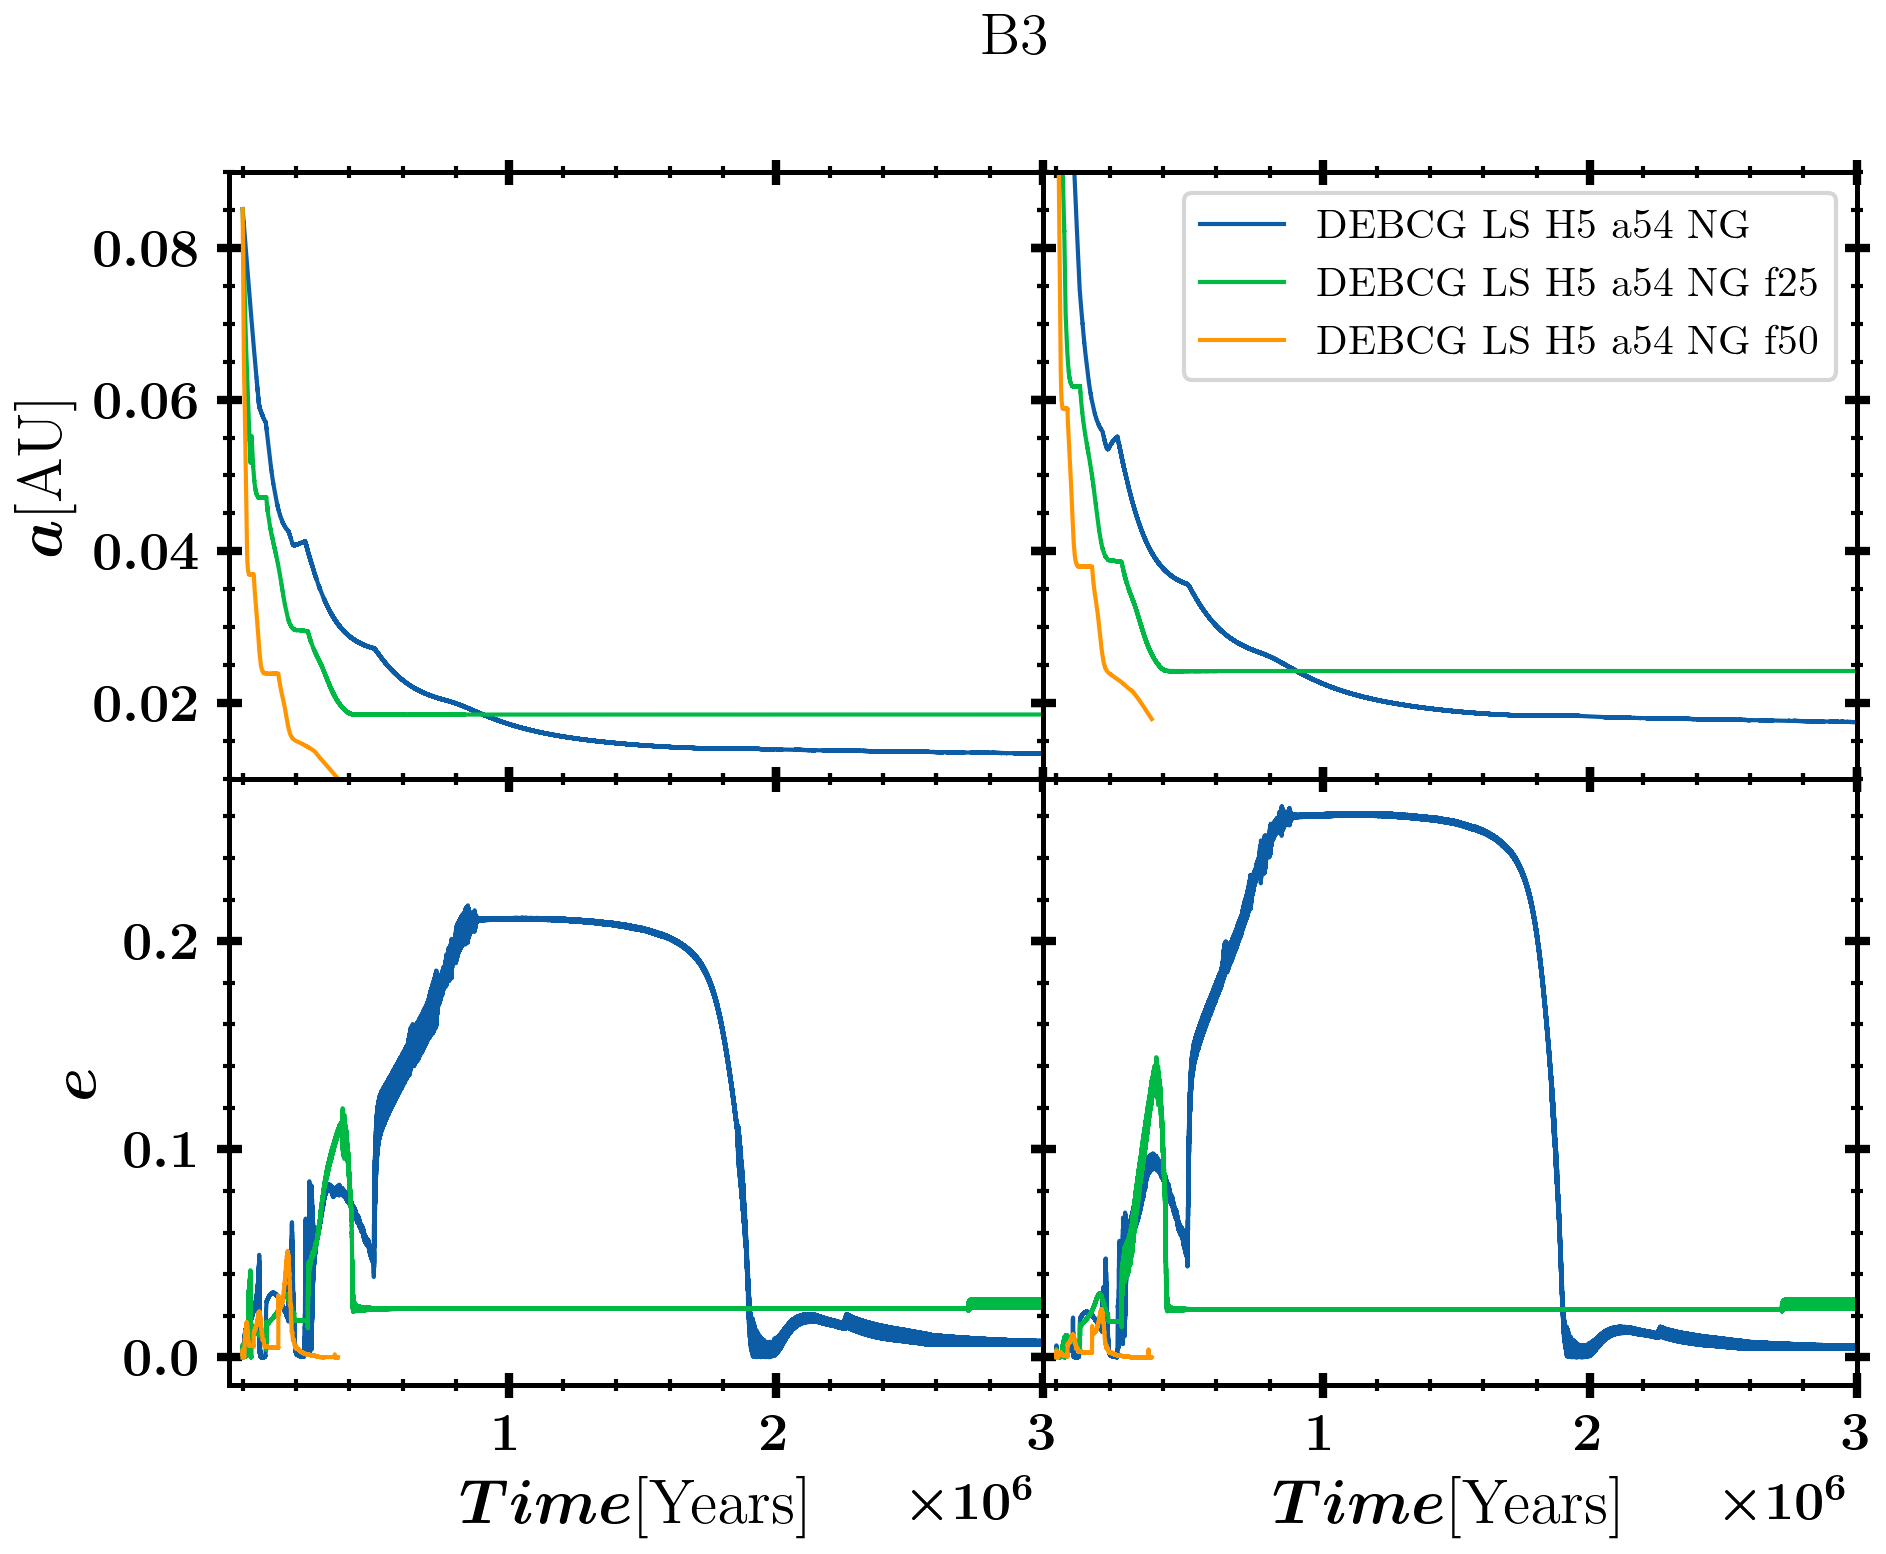 B3
a[AU]
0.08
0.06
0.04
0.02
DEBCG LS H5 a54 NG
DEBCG LS H5 a54 NG f25
DEBCG LS H5 a54 NG f50
e
0.2
0.1
0.0
1 2 3
1 2 3
Time[Years] ×10⁶
Time[Years] ×10⁶